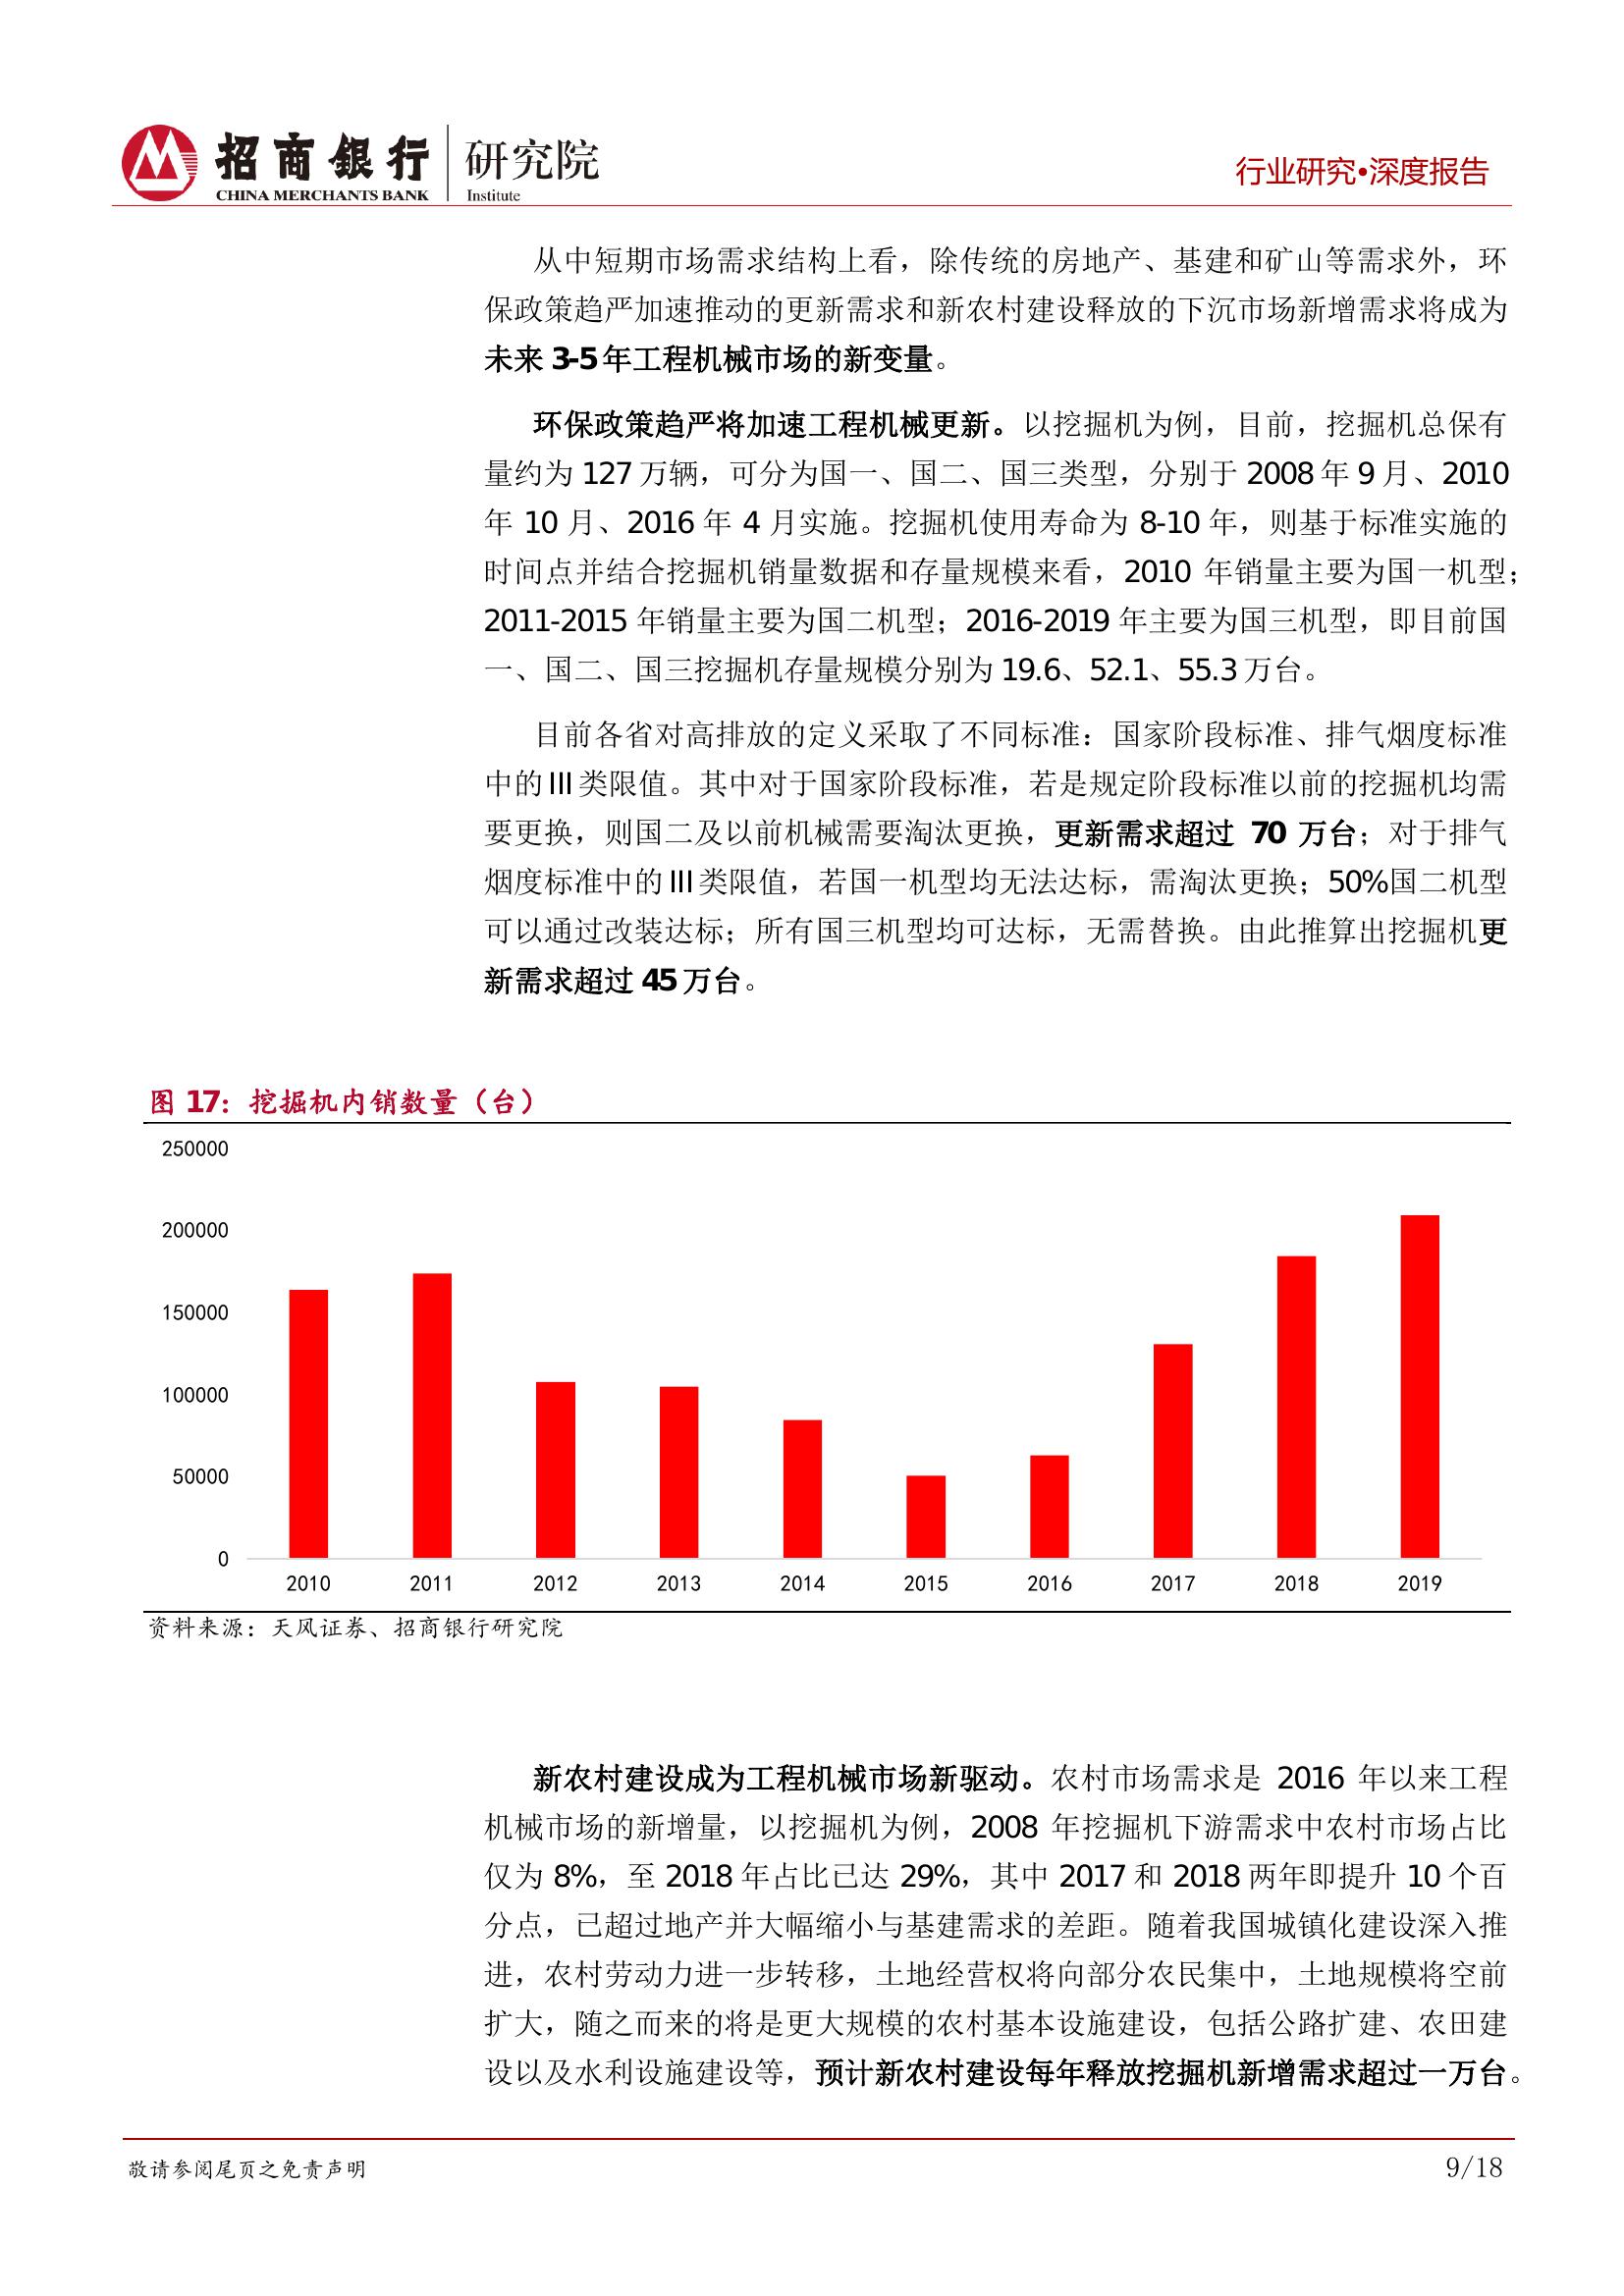 招商银行 研究院
CHINA MERCHANTS BANK Institute
行业研究•深度报告
从中短期市场需求结构上看，除传统的房地产、基建和矿山等需求外，环
保政策趋严加速推动的更新需求和新农村建设释放的下沉市场新增需求将成为
未来 3-5 年工程机械市场的新变量。
环保政策趋严将加速工程机械更新。以挖掘机为例，目前，挖掘机总保有
量约为 127 万辆，可分为国一、国二、国三类型，分别于 2008 年 9 月、2010
年 10 月、2016 年 4 月实施。挖掘机使用寿命为 8-10 年，则基于标准实施的
时间点并结合挖掘机销量数据和存量规模来看，2010 年销量主要为国一机型；
2011-2015 年销量主要为国二机型；2016-2019 年主要为国三机型，即目前国
一、国二、国三挖掘机存量规模分别为 19.6、52.1、55.3 万台。
目前各省对高排放的定义采取了不同标准：国家阶段标准、排气烟度标准
中的 III 类限值。其中对于国家阶段标准，若是规定阶段标准以前的挖掘机均需
要更换，则国二及以前机械需要淘汰更换，更新需求超过 70 万台；对于排气
烟度标准中的 III 类限值，若国一机型均无法达标，需淘汰更换；50%国二机型
可以通过改装达标；所有国三机型均可达标，无需替换。由此推算出挖掘机更
新需求超过 45 万台。
图 17：挖掘机内销数量（台）
250000
200000
150000
100000
50000
0
2010 2011 2012 2013 2014 2015 2016 2017 2018 2019
资料来源：天风证券、招商银行研究院
新农村建设成为工程机械市场新驱动。农村市场需求是 2016 年以来工程
机械市场的新增量，以挖掘机为例，2008 年挖掘机下游需求中农村市场占比
仅为 8%，至 2018 年占比已达 29%，其中 2017 和 2018 两年即提升 10 个百
分点，已超过地产并大幅缩小与基建需求的差距。随着我国城镇化建设深入推
进，农村劳动力进一步转移，土地经营权将向部分农民集中，土地规模将空前
扩大，随之而来的将是更大规模的农村基本设施建设，包括公路扩建、农田建
设以及水利设施建设等，预计新农村建设每年释放挖掘机新增需求超过一万台。
敬请参阅尾页之免责声明
9/18